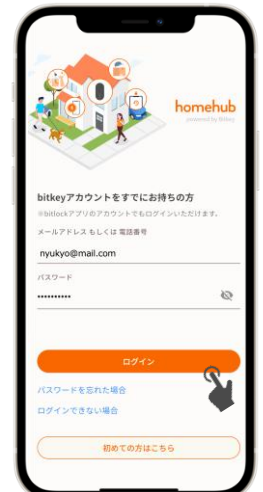 homehub
powered by Bitkey
bitkeyアカウントをすでにお持ちの方
※bitlockアプリのアカウントでもログインいただけます。
メールアドレス もしくは 電話番号
nyukyo@mail.com
パスワード
••••••••••
ログイン
パスワードを忘れた場合
ログインできない場合
初めての方はこちら